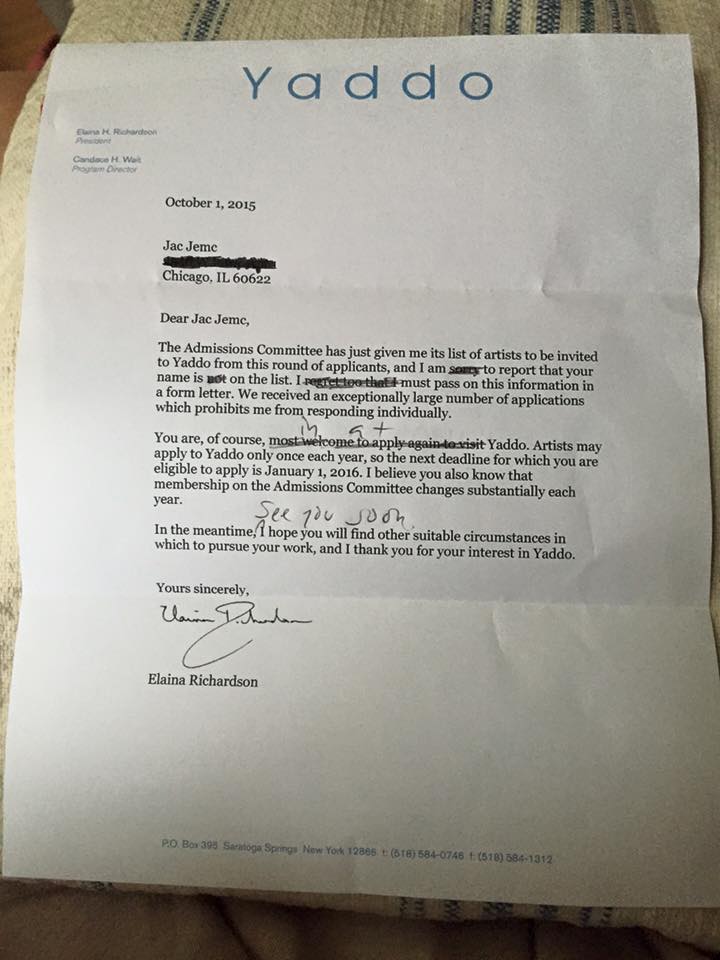 Yaddo
Elaina H. Richardson
President
Candace H. Wait
Program Director
October 1, 2015
Jac Jemc
Chicago, IL 60622
Dear Jac Jemc,
The Admissions Committee has just given me its list of artists to be invited
to Yaddo from this round of applicants, and I am sorry to report that your
name is not on the list. I regret too that I must pass on this information in
a form letter. We received an exceptionally large number of applications
which prohibits me from responding individually.
in at
You are, of course, most welcome to apply again to visit Yaddo. Artists may
apply to Yaddo only once each year, so the next deadline for which you are
eligible to apply is January 1, 2016. I believe you also know that
membership on the Admissions Committee changes substantially each
year.
See you soon.
In the meantime, I hope you will find other suitable circumstances in
which to pursue your work, and I thank you for your interest in Yaddo.
Yours sincerely,
Elaina Richardson
Elaina Richardson
P.O. Box 395 Saratoga Springs New York 12866 t: (518) 584-0746 f: (518) 584-1312